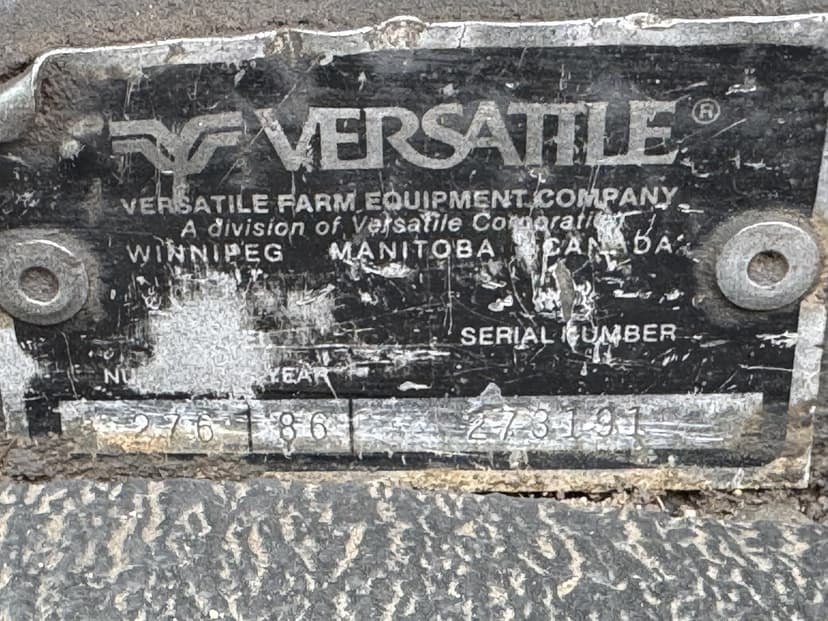 VERSATILE ®
VERSATILE FARM EQUIPMENT COMPANY
A division of Versatile Corporation
WINNIPEG MANITOBA CANADA
SERIAL NUMBER
YEAR
276 86 273191